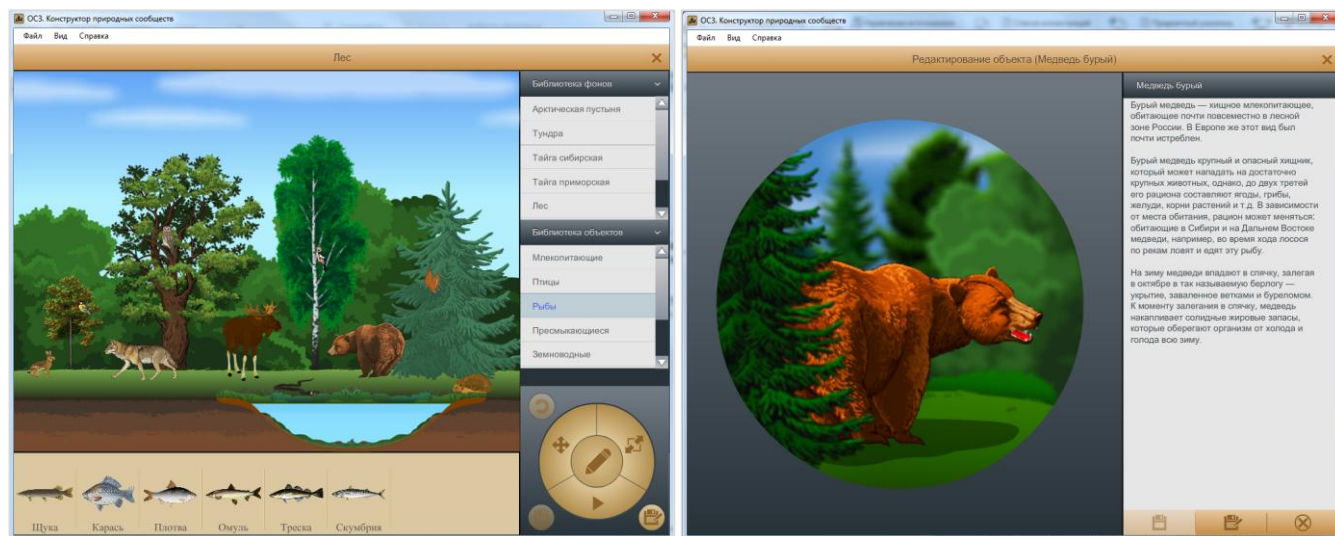 ОС3. Конструктор природных сообществ
Файл Вид Справка
Лес
Библиотека фонов
Арктическая пустыня
Тундра
Тайга сибирская
Тайга приморская
Лес
Библиотека объектов
Млекопитающие
Птицы
Рыбы
Пресмыкающиеся
Земноводные
Щука Карась Плотва Омуль Треска Скумбрия
ОС3. Конструктор природных сообществ
Файл Вид Справка
Редактирование объекта (Медведь бурый)
Медведь бурый
Бурый медведь — хищное млекопитающее,
обитающее почти повсеместно в лесной
зоне России. В Европе же этот вид был
почти истреблен.
Бурый медведь крупный и опасный хищник,
который может нападать на достаточно
крупных животных, однако, до двух третей
его рациона составляют ягоды, грибы,
желуди, корни растений и т.д. В зависимости
от места обитания, рацион может меняться:
обитающие в Сибири и на Дальнем Востоке
медведи, например, во время хода лосося
по рекам ловят и едят эту рыбу.
На зиму медведи впадают в спячку, залегая
в октябре в так называемую берлогу —
укрытие, заваленное ветками и буреломом.
К моменту залегания в спячку, медведь
накапливает солидные жировые запасы,
которые оберегают организм от холода и
голода всю зиму.